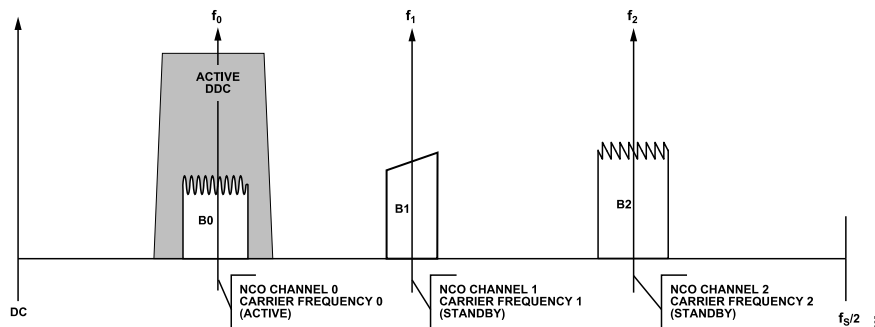 f0
f1
f2
ACTIVE
DDC
B0
B1
B2
DC
NCO CHANNEL 0
CARRIER FREQUENCY 0
(ACTIVE)
NCO CHANNEL 1
CARRIER FREQUENCY 1
(STANDBY)
NCO CHANNEL 2
CARRIER FREQUENCY 2
(STANDBY)
fS/2